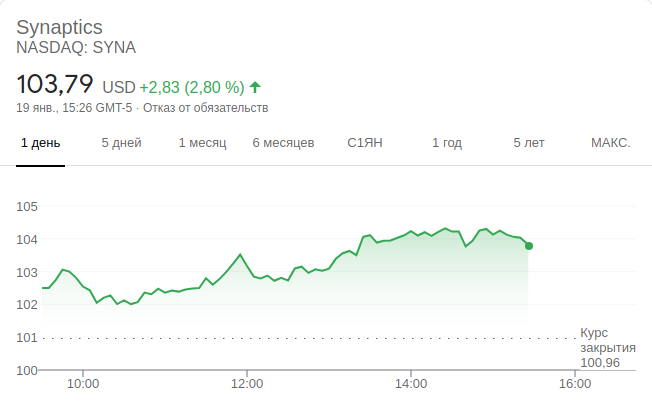 Synaptics
NASDAQ: SYNA
103,79 USD +2,83 (2,80 %)
19 янв., 15:26 GMT-5 · Отказ от обязательств
1 день 5 дней 1 месяц 6 месяцев С1ЯН 1 год 5 лет МАКС.
105
104
103
102
101
Курс
закрытия
100,96
100
10:00 12:00 14:00 16:00